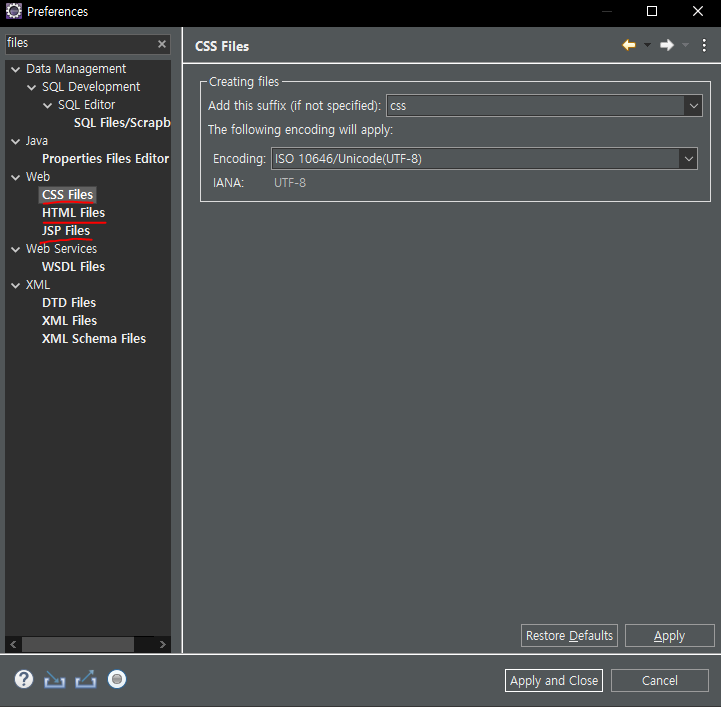 Preferences
files
Data Management
SQL Development
SQL Editor
SQL Files/Scrapb
Java
Properties Files Editor
Web
CSS Files
HTML Files
JSP Files
Web Services
WSDL Files
XML
DTD Files
XML Files
XML Schema Files
CSS Files
Creating files
Add this suffix (if not specified): css
The following encoding will apply:
Encoding: ISO 10646/Unicode(UTF-8)
IANA: UTF-8
Restore Defaults Apply
Apply and Close Cancel